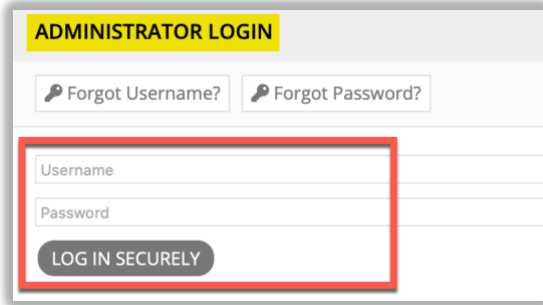 ADMINISTRATOR LOGIN
Forgot Username? Forgot Password?
Username
Password
LOG IN SECURELY